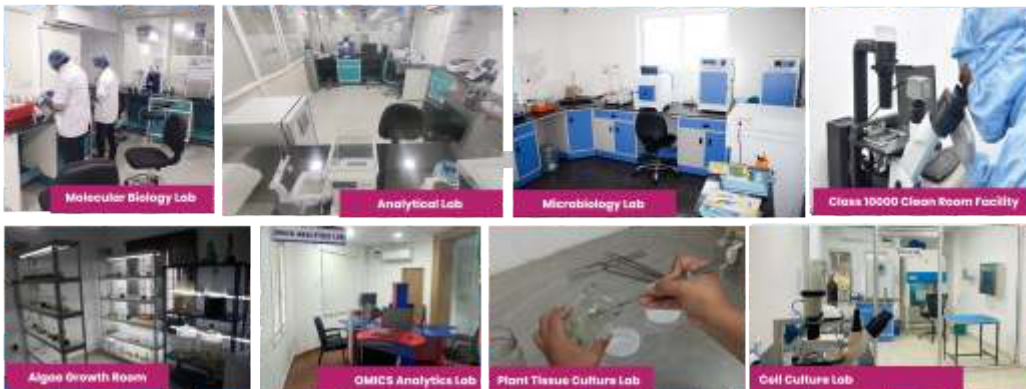 Molecular Biology Lab
Analytical Lab
Microbiology Lab
Class 10000 Clean Room Facility
Algae Growth Room
OMICS Analytics Lab
Plant Tissue Culture Lab
Cell Culture Lab